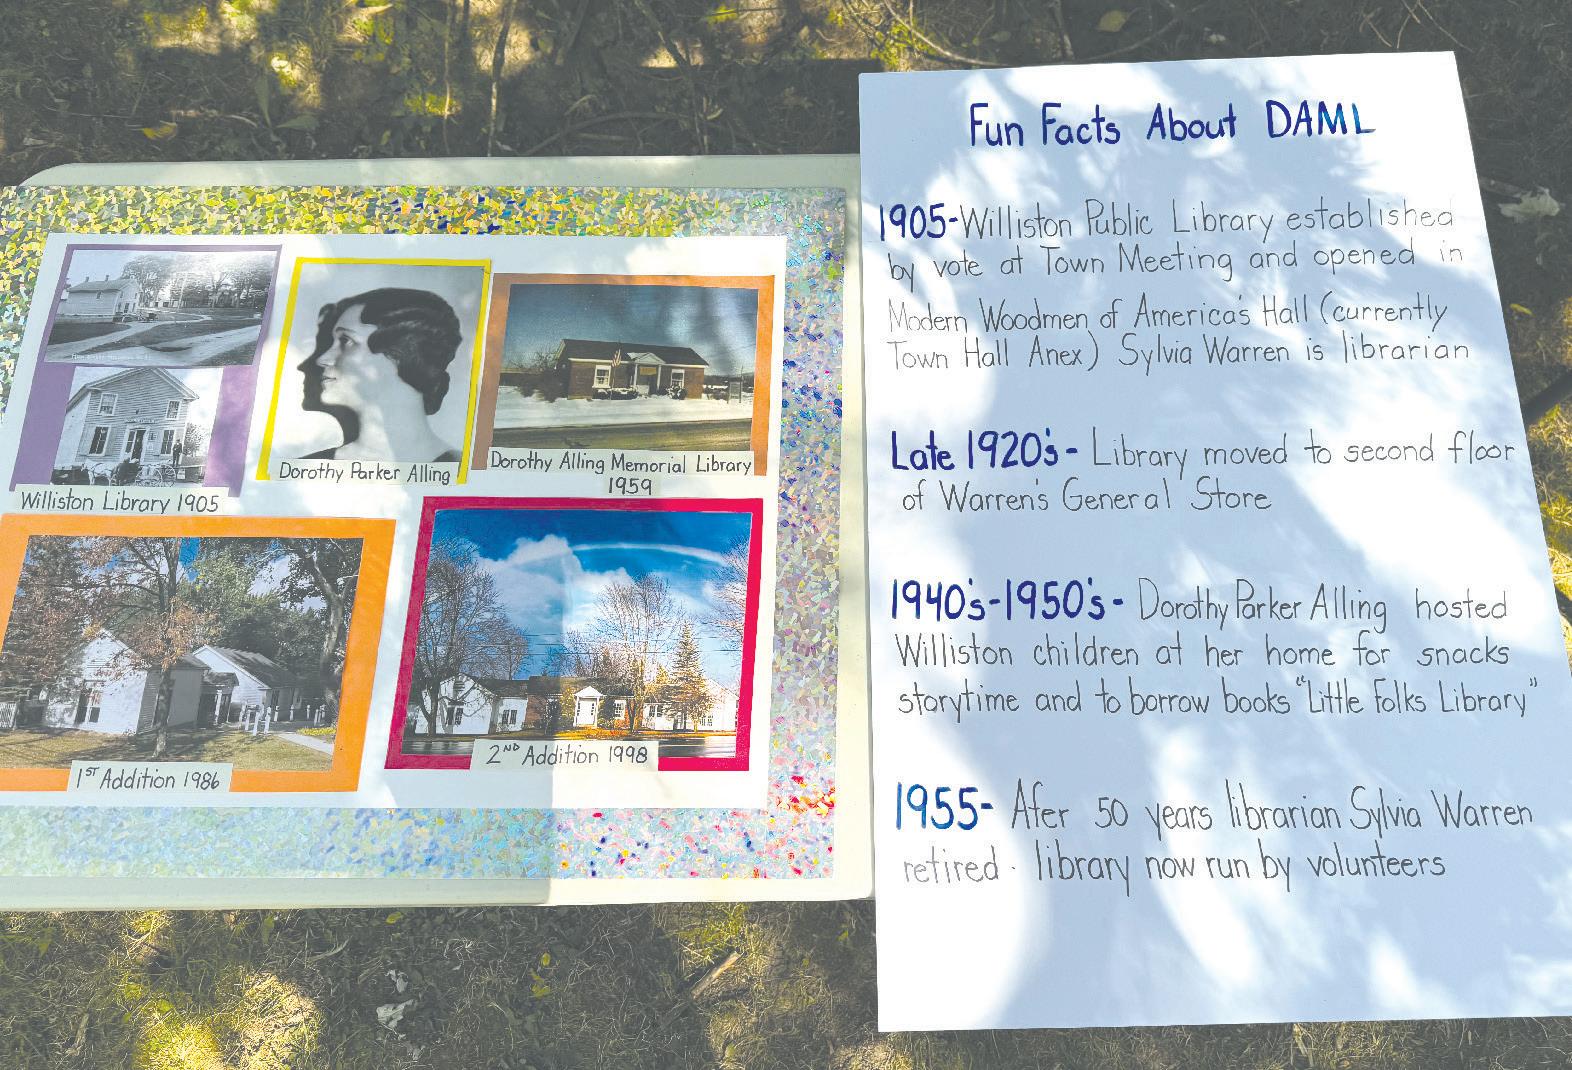 Williston Library 1905
Dorothy Parker Alling
Dorothy Alling Memorial Library
1959
1ST Addition 1986
2ND Addition 1998
Fun Facts About DAML
1905-Williston Public Library established
by vote at Town Meeting and opened in
Modern Woodmen of America's Hall (currently
Town Hall Anex) Sylvia Warren is librarian
Late 1920's - Library moved to second floor
of Warren's General Store
1940's-1950's - Dorothy Parker Alling hosted
Williston children at her home for snacks
storytime and to borrow books "Little Folks Library"
1955- Afer 50 years librarian Sylvia Warren
retired - library now run by volunteers